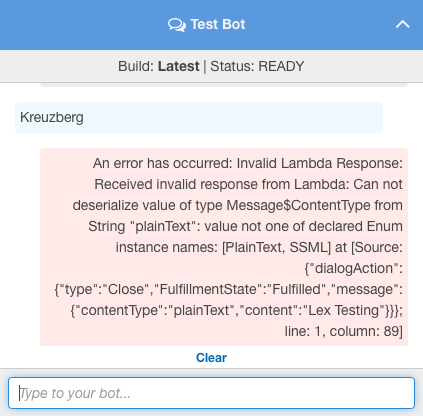 Test Bot
Build: Latest | Status: READY
Kreuzberg
An error has occurred: Invalid Lambda Response:
Received invalid response from Lambda: Can not
deserialize value of type Message$ContentType from
String "plainText": value not one of declared Enum
instance names: [PlainText, SSML] at [Source:
{"dialogAction":
{"type":"Close","FulfillmentState":"Fulfilled","message":
{"contentType":"plainText","content":"Lex Testing"}}};
line: 1, column: 89]
Clear
Type to your bot...